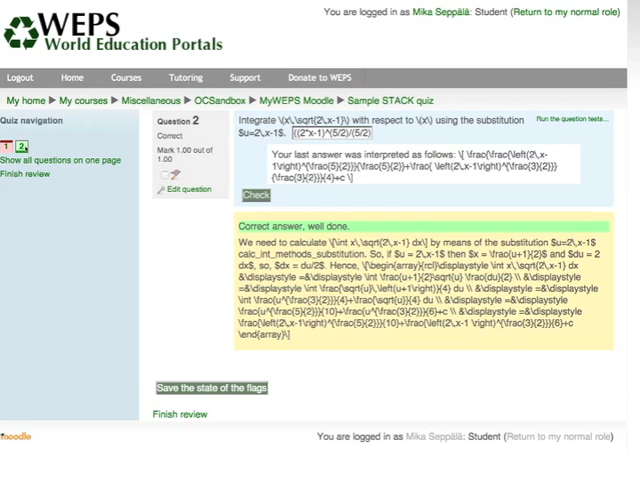 You are logged in as Mika Seppälä: Student (Return to my normal role)
WEPS
World Education Portals
Logout Home Courses Tutoring Support Donate to WEPS
My home ▶ My courses ▶ Miscellaneous ▶ OCSandbox ▶ MyWEPS Moodle ▶ Sample STACK quiz
Quiz navigation
1 2
Show all questions on one page
Finish review
Question 2
Correct
Mark 1.00 out of
1.00
Edit question
Integrate \(x\,\sqrt{2\,x-1}\) with respect to \(x\) using the substitution
Run the question tests...
$u=2\,x-1$. ((2*x-1)^(5/2)/(5/2)
Your last answer was interpreted as follows: \[ \frac{\frac{\left(2\,x-
1\right)^{\frac{5}{2}}}{\frac{5}{2}}+\frac{ \left(2\,x-1\right)^{\frac{3}{2}}}
{\frac{3}{2}}}{4}+c \]
Check
Correct answer, well done.
We need to calculate \[\int x\,\sqrt{2\,x-1} dx\] by means of the substitution $u=2\,x-1$
calc_int_methods_substitution. So, if $u = 2\,x-1$ then $x = \frac{u+1}{2}$ and $du = 2
dx$, so, $dx = du/2$. Hence, \[\begin{array}{rcl}\displaystyle \int x\,\sqrt{2\,x-1} dx
&\displaystyle =&\displaystyle \int \frac{u+1}{2}\sqrt{u} \frac{du}{2} \\ &\displaystyle
=&\displaystyle \int \frac{\sqrt{u}\,\left(u+1\right)}{4} du \\ &\displaystyle =&\displaystyle
\int \frac{u^{\frac{3}{2}}}{4}+\frac{\sqrt{u}}{4} du \\ &\displaystyle =&\displaystyle
\frac{u^{\frac{5}{2}}}{10}+\frac{u^{\frac{3}{2}}}{6}+c \\ &\displaystyle =&\displaystyle
\frac{\left(2\,x-1\right)^{\frac{5}{2}}}{10}+\frac{\left(2\,x-1 \right)^{\frac{3}{2}}}{6}+c
\end{array}\]
Save the state of the flags
Finish review
moodle
You are logged in as Mika Seppälä: Student (Return to my normal role)